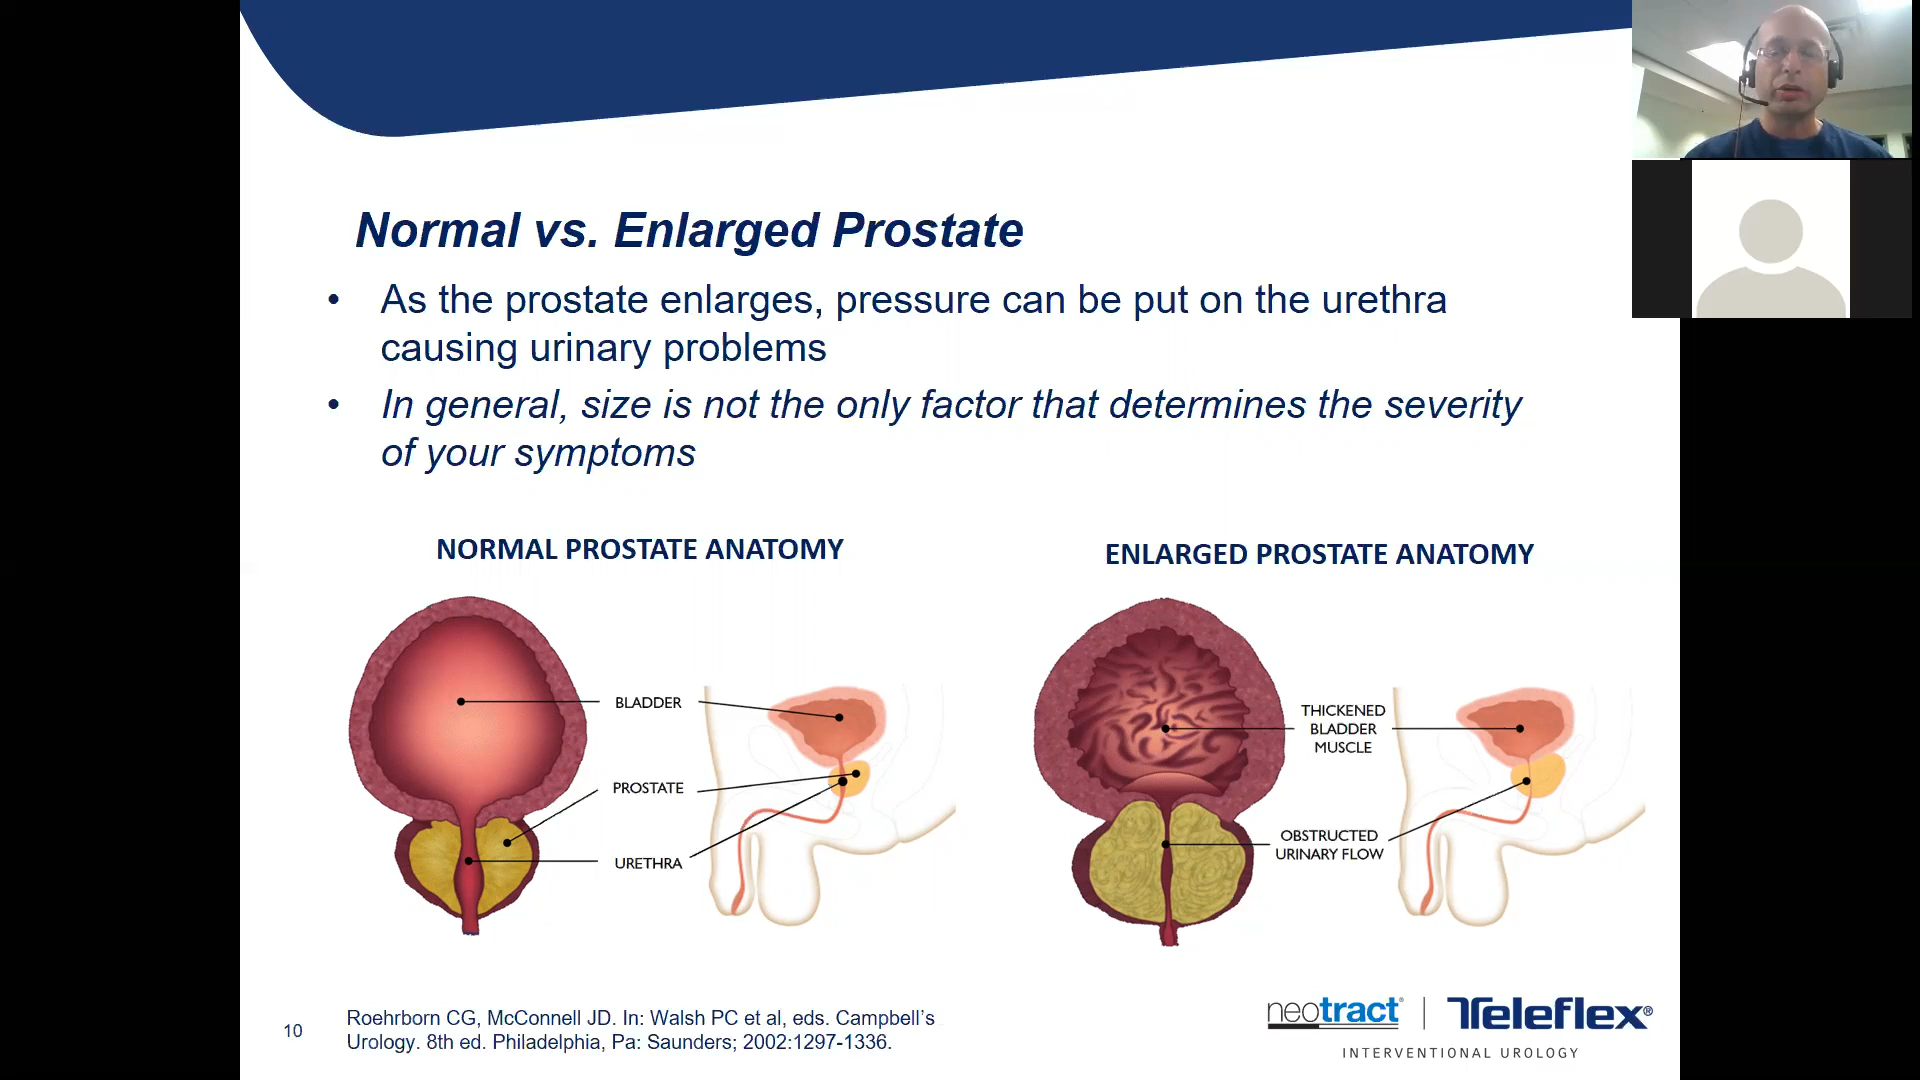 Normal vs. Enlarged Prostate
• As the prostate enlarges, pressure can be put on the urethra
causing urinary problems
• In general, size is not the only factor that determines the severity
of your symptoms
NORMAL PROSTATE ANATOMY
BLADDER
PROSTATE
URETHRA
ENLARGED PROSTATE ANATOMY
THICKENED
BLADDER
MUSCLE
OBSTRUCTED
URINARY FLOW
10
Roehrborn CG, McConnell JD. In: Walsh PC et al, eds. Campbell’s
Urology. 8th ed. Philadelphia, Pa: Saunders; 2002:1297-1336.
neotract® | Teleflex®
INTERVENTIONAL UROLOGY